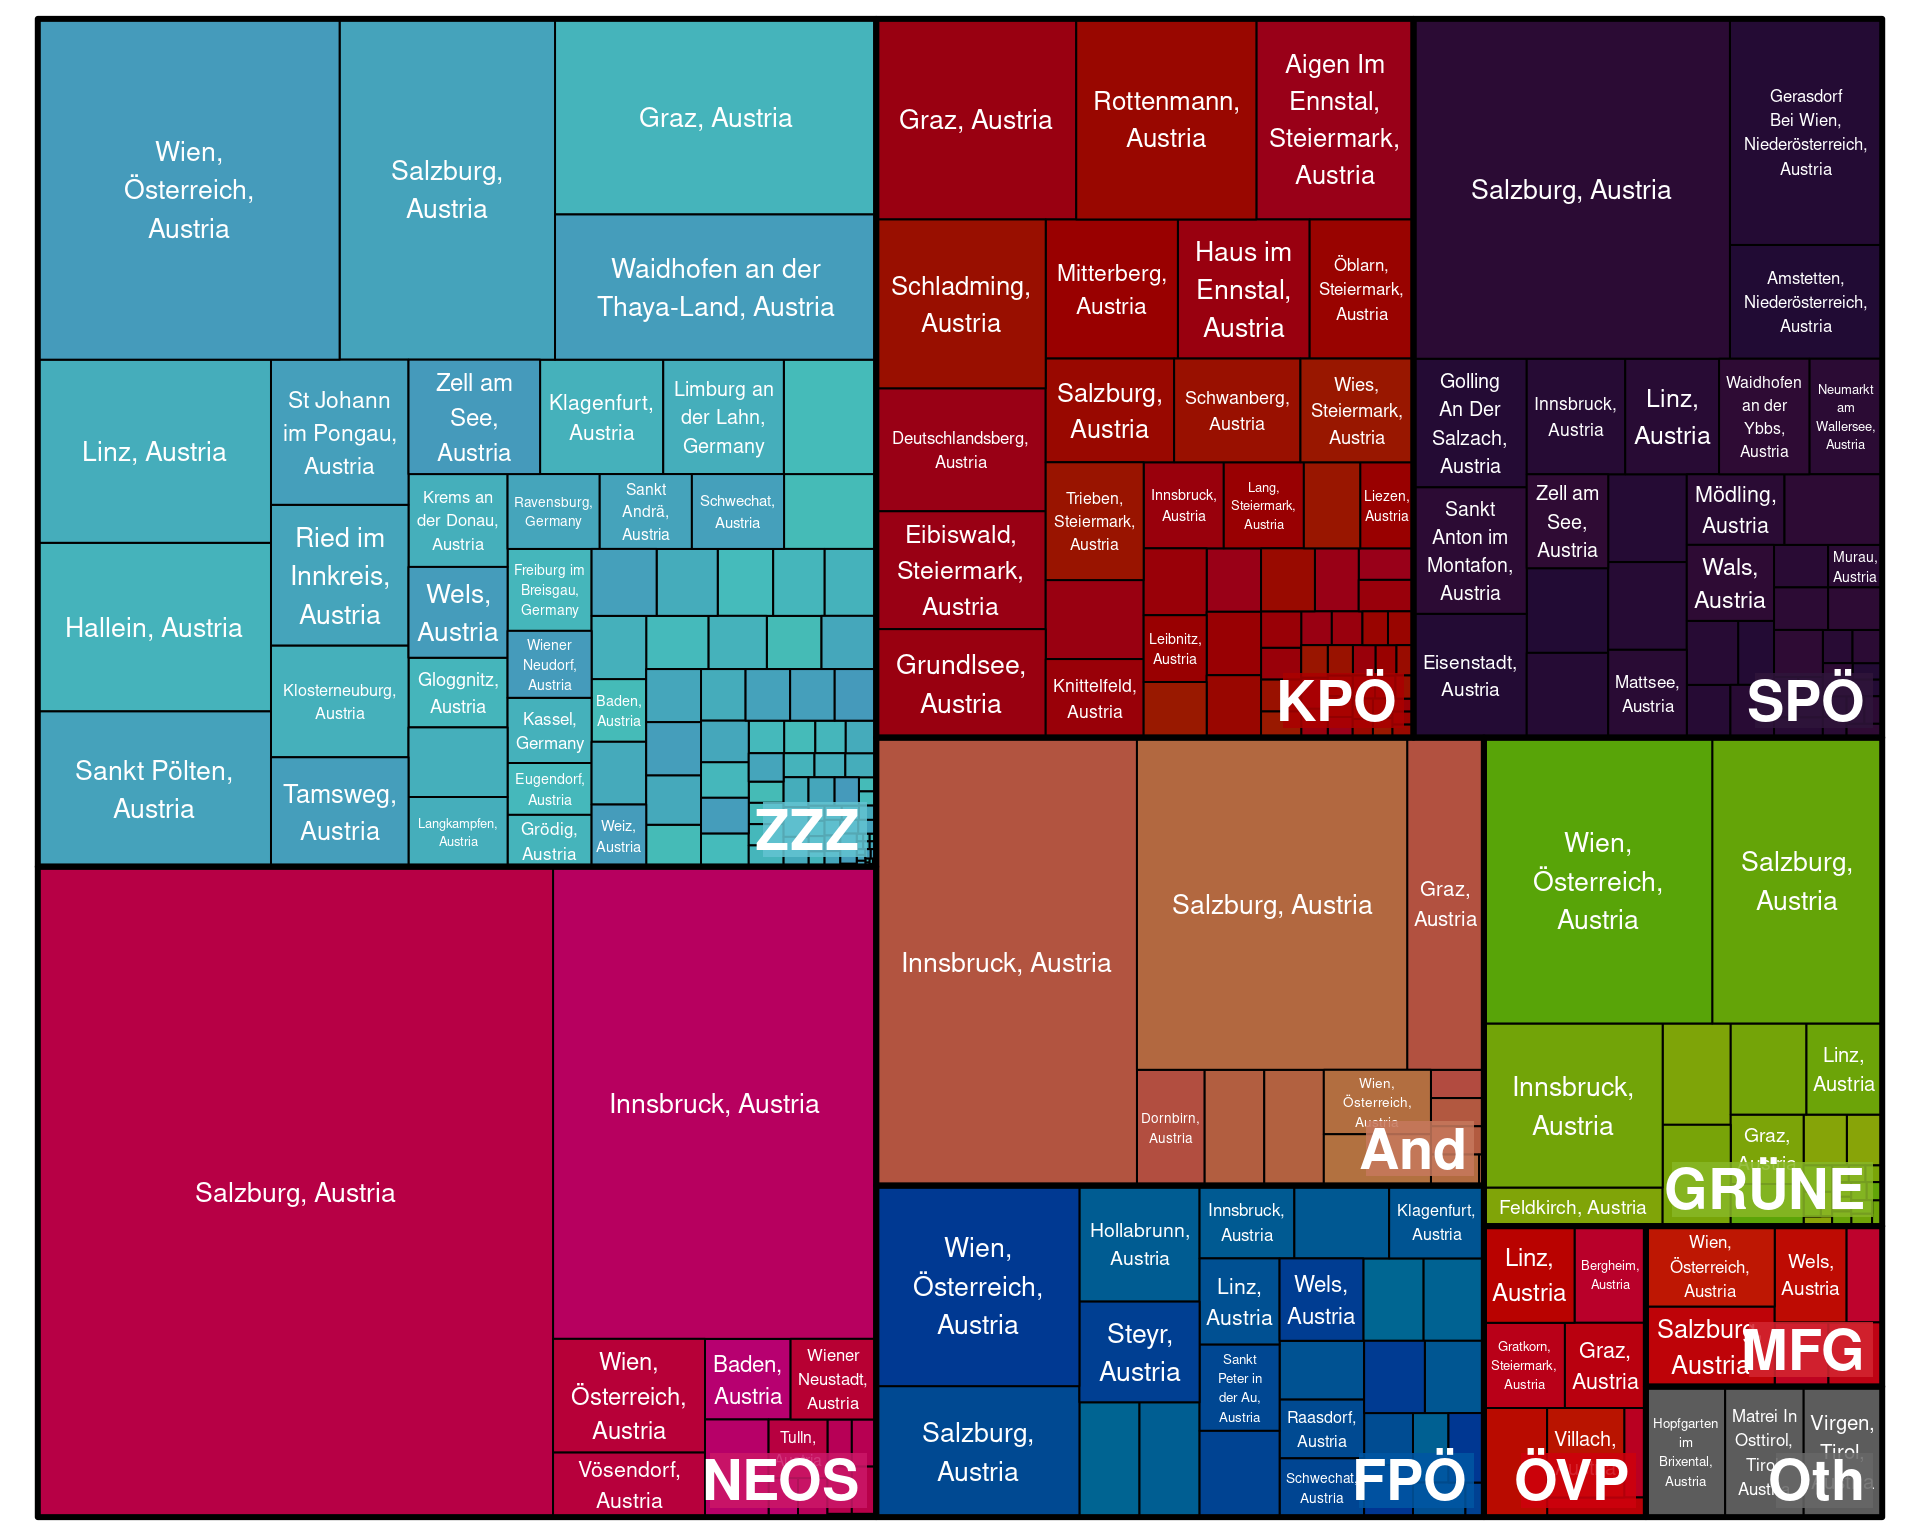 Wien,
Österreich,
Austria
Salzburg,
Austria
Graz, Austria
Waidhofen an der
Thaya-Land, Austria
Linz, Austria
Hallein, Austria
Sankt Pölten,
Austria
St Johann
im Pongau,
Austria
Ried im
Innkreis,
Austria
Klosterneuburg,
Austria
Tamsweg,
Austria
Zell am
See,
Austria
Klagenfurt,
Austria
Limburg an
der Lahn,
Germany
Krems an
der Donau,
Austria
Ravensburg,
Germany
Sankt
Andrä,
Austria
Schwechat,
Austria
Wels,
Austria
Gloggnitz,
Austria
Langkampfen,
Austria
Freiburg im
Breisgau,
Germany
Wiener
Neudorf,
Austria
Kassel,
Germany
Eugendorf,
Austria
Grödig,
Austria
Baden,
Austria
Weiz,
Austria
ZZZ
Graz, Austria
Rottenmann,
Austria
Aigen Im
Ennstal,
Steiermark,
Austria
Schladming,
Austria
Mitterberg,
Austria
Haus im
Ennstal,
Austria
Öblarn,
Steiermark,
Austria
Deutschlandsberg,
Austria
Eibiswald,
Steiermark,
Austria
Grundlsee,
Austria
Salzburg,
Austria
Schwanberg,
Austria
Wies,
Steiermark,
Austria
Trieben,
Steiermark,
Austria
Innsbruck,
Austria
Lang,
Steiermark,
Austria
Liezen,
Austria
Leibnitz,
Austria
Knittelfeld,
Austria
KPÖ
Salzburg, Austria
Gerasdorf
Bei Wien,
Niederösterreich,
Austria
Amstetten,
Niederösterreich,
Austria
Golling
An Der
Salzach,
Austria
Innsbruck,
Austria
Linz,
Austria
Waidhofen
an der
Ybbs,
Austria
Neumarkt
am
Wallersee,
Austria
Sankt
Anton im
Montafon,
Austria
Eisenstadt,
Austria
Zell am
See,
Austria
Mödling,
Austria
Wals,
Austria
Murau,
Austria
Mattsee,
Austria
SPÖ
Salzburg, Austria
Innsbruck, Austria
Wien,
Österreich,
Austria
Vösendorf,
Austria
Baden,
Austria
Wiener
Neustadt,
Austria
Tulln,
NEOS
Innsbruck, Austria
Salzburg, Austria
Graz,
Austria
Dornbirn,
Austria
Wien,
Österreich,
Austria
And
Wien,
Österreich,
Austria
Salzburg,
Austria
Innsbruck,
Austria
Linz,
Austria
Graz,
Austria
Feldkirch, Austria
GRÜNE
Wien,
Österreich,
Austria
Salzburg,
Austria
Hollabrunn,
Austria
Steyr,
Austria
Innsbruck,
Austria
Klagenfurt,
Austria
Linz,
Austria
Wels,
Austria
Sankt
Peter in
der Au,
Austria
Raasdorf,
Austria
Schwechat,
Austria
FPÖ
Linz,
Austria
Bergheim,
Austria
Gratkorn,
Steiermark,
Austria
Graz,
Austria
Villach,
ÖVP
Wien,
Österreich,
Austria
Wels,
Austria
Salzburg,
Austria
MFG
Hopfgarten
im
Brixental,
Austria
Matrei In
Osttirol,
Tirol,
Austria
Virgen,
Tirol,
Oth